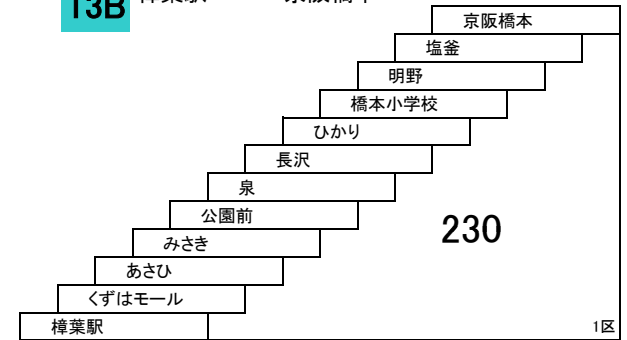 13B
京阪橋本
塩釜
明野
橋本小学校
ひかり
長沢
泉
公園前
みさき
230
あさひ
くずはモール
樟葉駅
1区